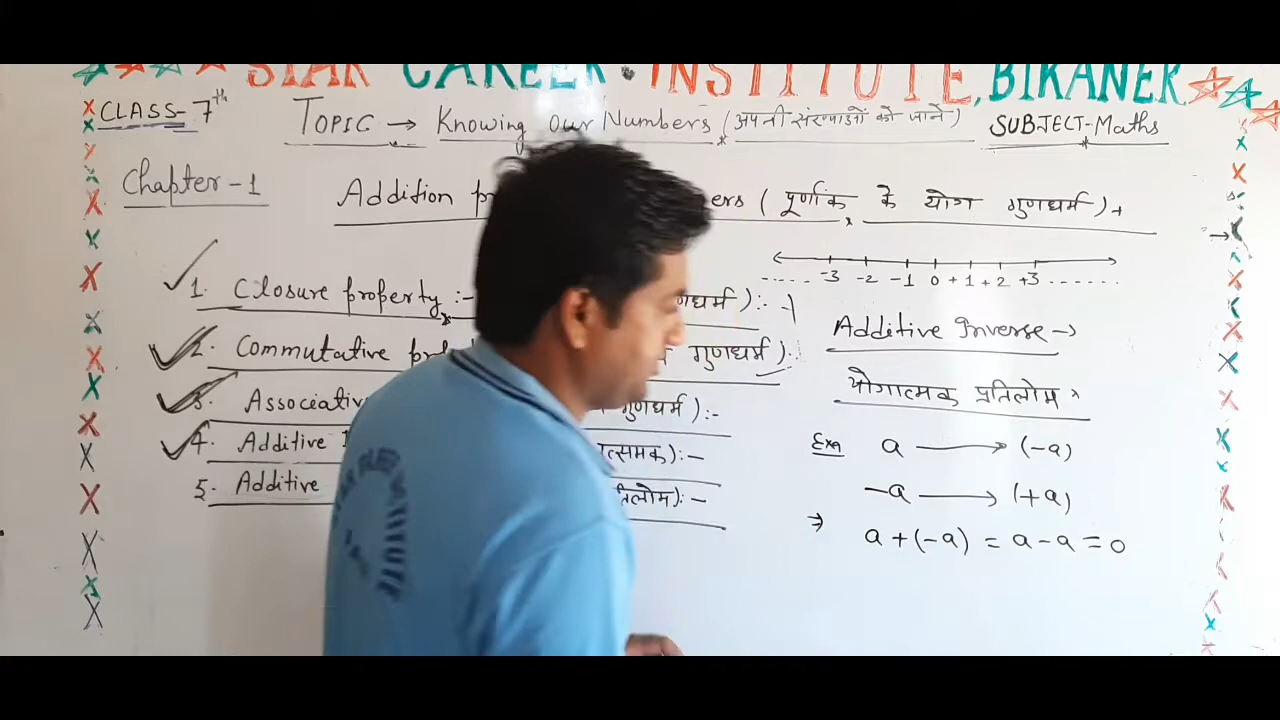 STAR CAREER INSTITUTE, BIKANER
CLASS-7th
TOPIC → Knowing our Numbers (अपनी संख्याओं को जाने)
SUBJECT-Maths
Chapter-1
Addition ers (पूर्णांक के योग गुणधर्म)
1. Closure property :- णधर्म):-
2. Commutative गुणधर्म).
3. Associativ गुणधर्म):-
4. Additive त्समक):-
5. Additive तिलोम):-
..... -3 -2 -1 0 +1 +2 +3 ......
Additive Inverse →
योगात्मक प्रतिलोम
Exa a → (-a)
-a → (+a)
⇒ a+(-a) = a-a = 0
STAR INSTITUTE